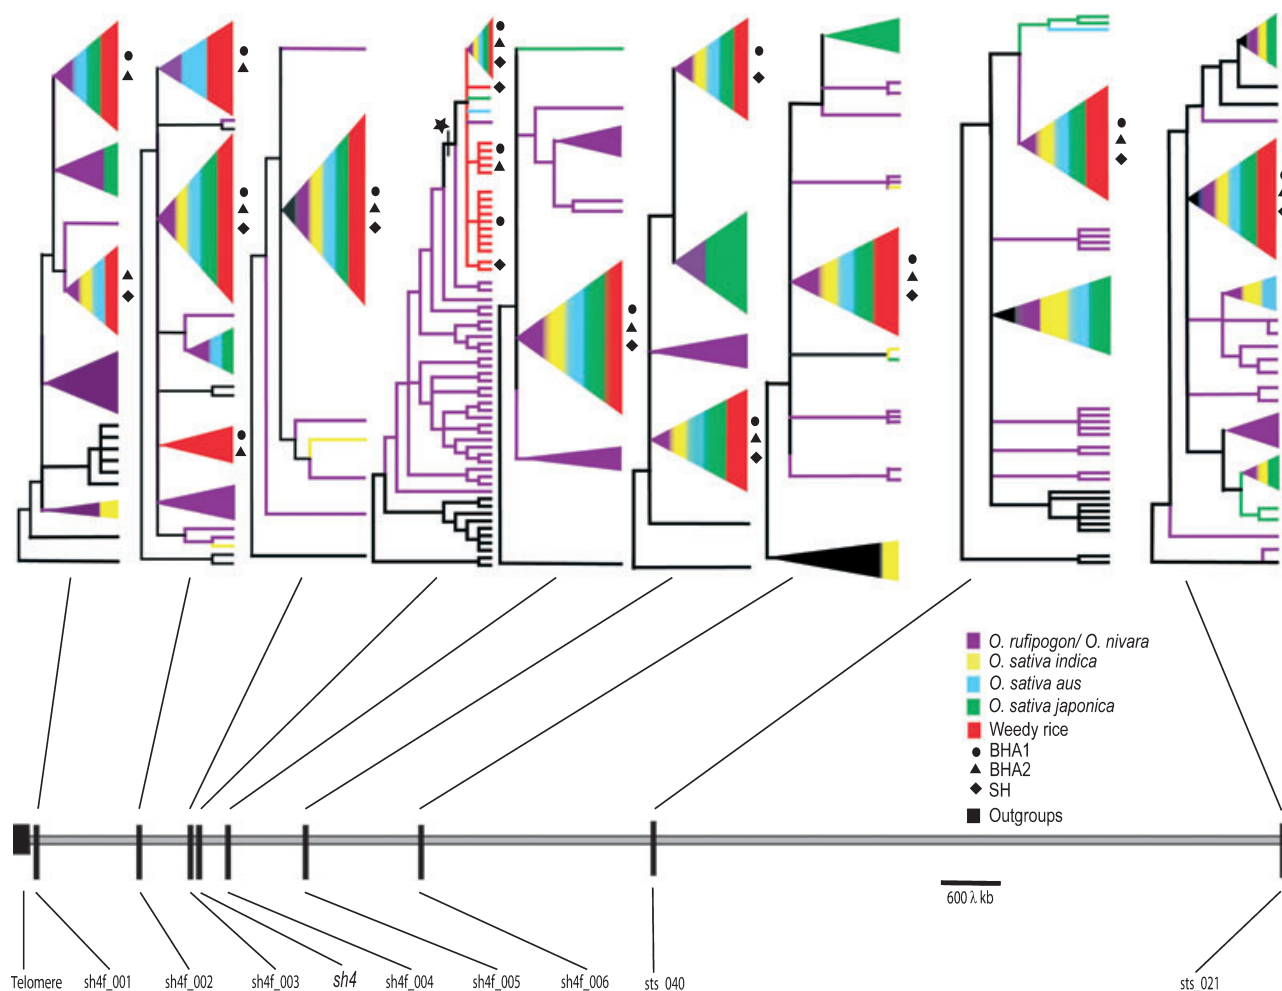 O. rufipogon/ O. nivara
O. sativa indica
O. sativa aus
O. sativa japonica
Weedy rice
BHA1
BHA2
SH
Outgroups
600 λ kb
Telomere sh4f_001 sh4f_002 sh4f_003 sh4 sh4f_004 sh4f_005 sh4f_006 sts 040 sts 021